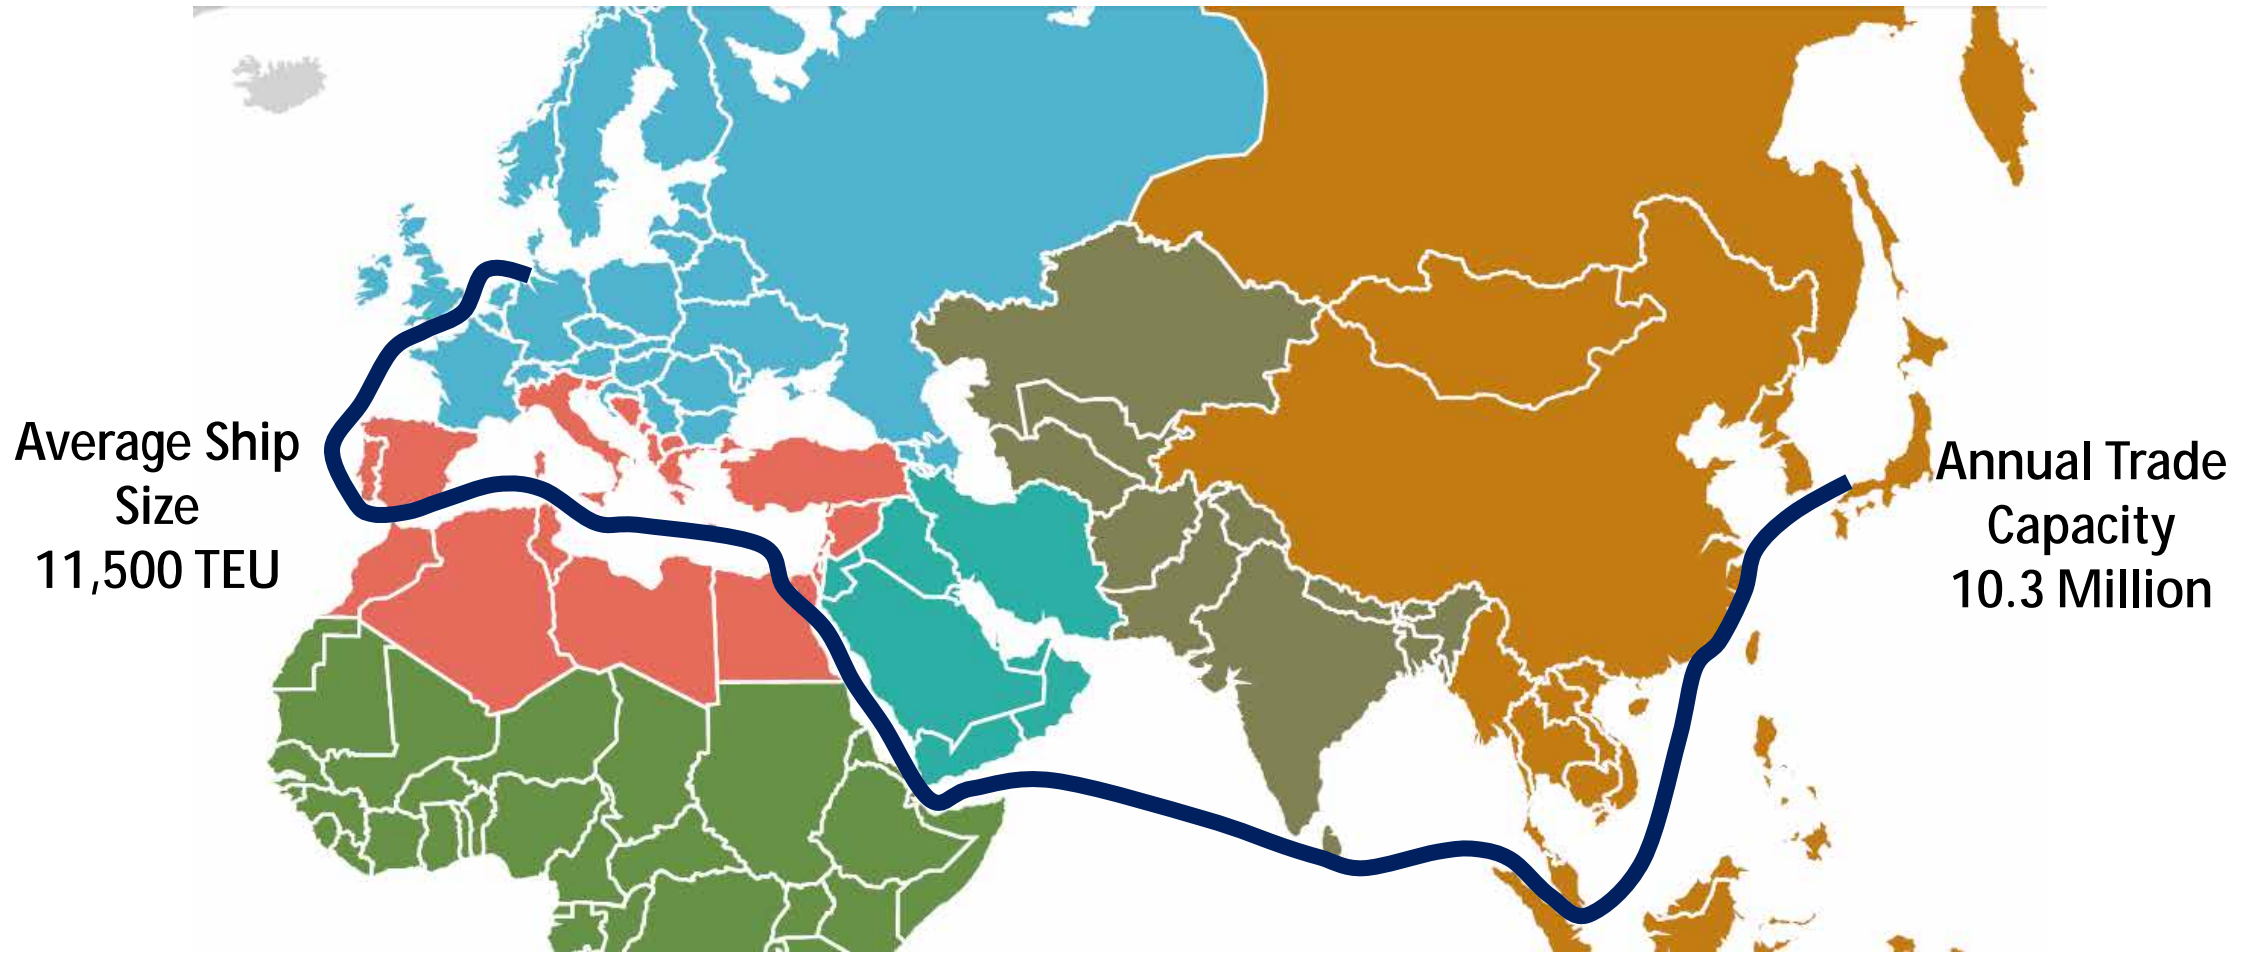 Average Ship
Size
11,500 TEU
Annual Trade
Capacity
10.3 Million